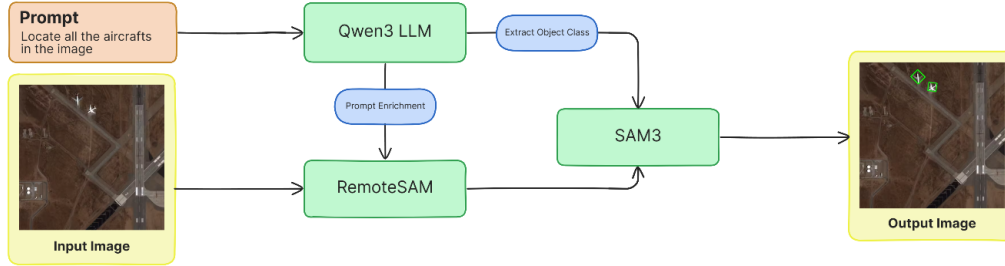 Prompt
Locate all the aircrafts
in the image
Qwen3 LLM
Extract Object Class
Prompt Enrichment
SAM3
RemoteSAM
Input Image
Output Image